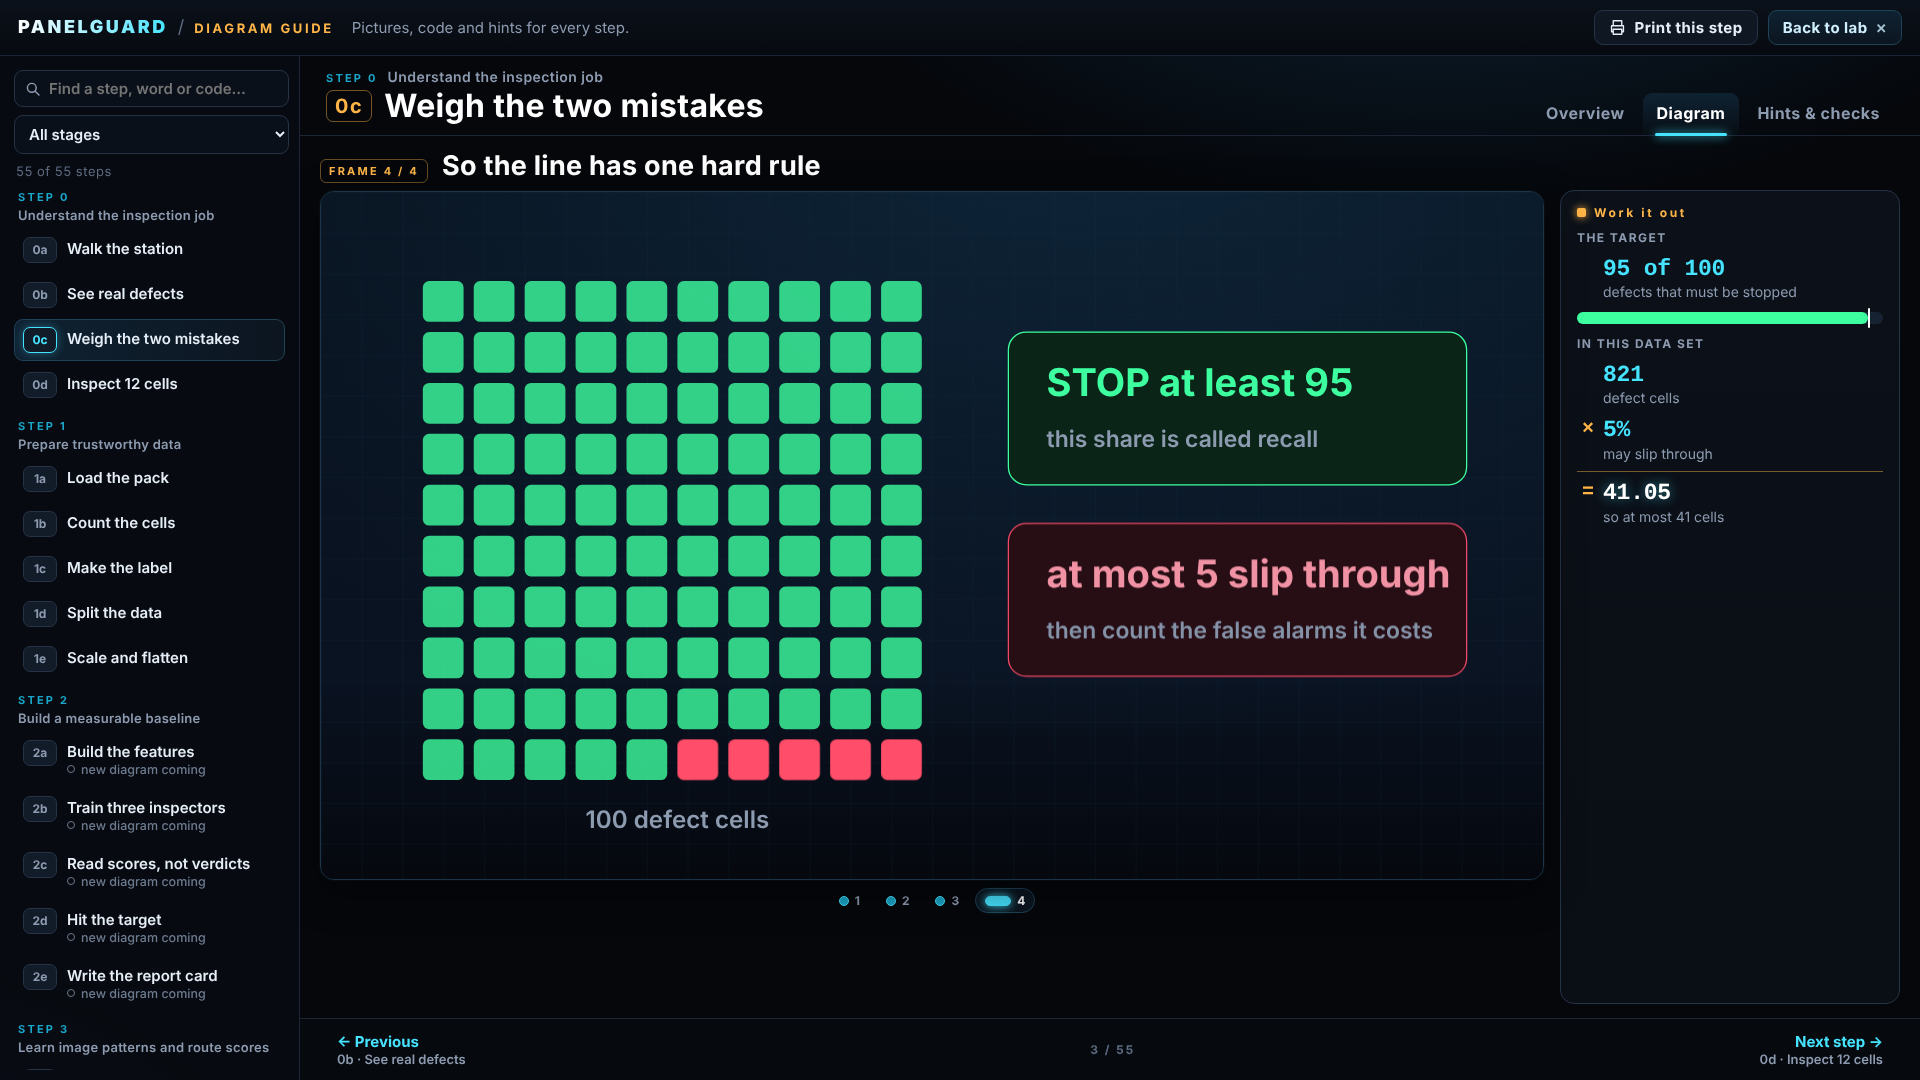 PANELGUARD / DIAGRAM GUIDE Pictures, code and hints for every step.
Print this step
Back to lab ×
Find a step, word or code...
All stages
55 of 55 steps
STEP 0
Understand the inspection job
0a Walk the station
0b See real defects
0c Weigh the two mistakes
0d Inspect 12 cells
STEP 1
Prepare trustworthy data
1a Load the pack
1b Count the cells
1c Make the label
1d Split the data
1e Scale and flatten
STEP 2
Build a measurable baseline
2a Build the features
new diagram coming
2b Train three inspectors
new diagram coming
2c Read scores, not verdicts
new diagram coming
2d Hit the target
new diagram coming
2e Write the report card
new diagram coming
STEP 3
Learn image patterns and route scores
STEP 0 Understand the inspection job
0c Weigh the two mistakes
Overview
Diagram
Hints & checks
FRAME 4 / 4 So the line has one hard rule
STOP at least 95
this share is called recall
at most 5 slip through
then count the false alarms it costs
100 defect cells
1
2
3
4
Work it out
THE TARGET
95 of 100
defects that must be stopped
IN THIS DATA SET
821
defect cells
× 5%
may slip through
= 41.05
so at most 41 cells
← Previous
0b · See real defects
3 / 55
Next step →
0d · Inspect 12 cells